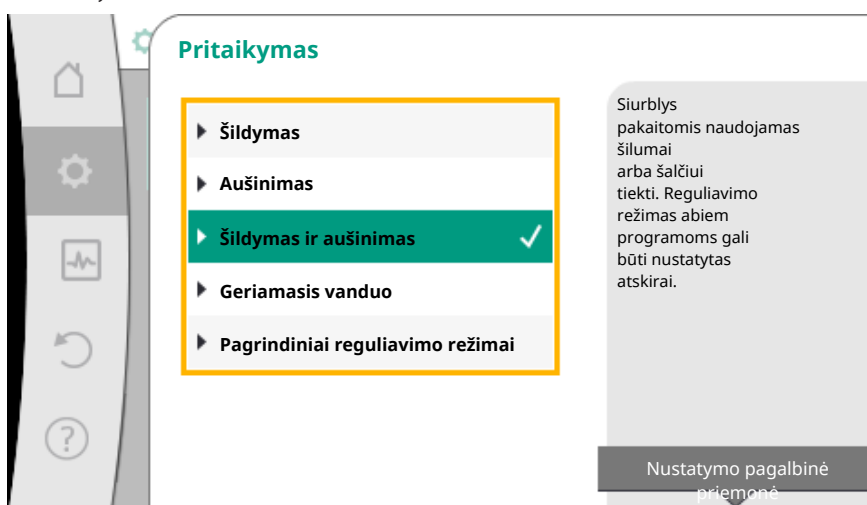 Pritaikymas
Šildymas
Aušinimas
Šildymas ir aušinimas
Geriamasis vanduo
Pagrindiniai reguliavimo režimai
Siurblys
pakaitomis naudojamas
šilumai
arba šalčiui
tiekti. Reguliavimo
režimas abiem
programoms gali
būti nustatytas
atskirai.
Nustatymo pagalbinė
priemonė